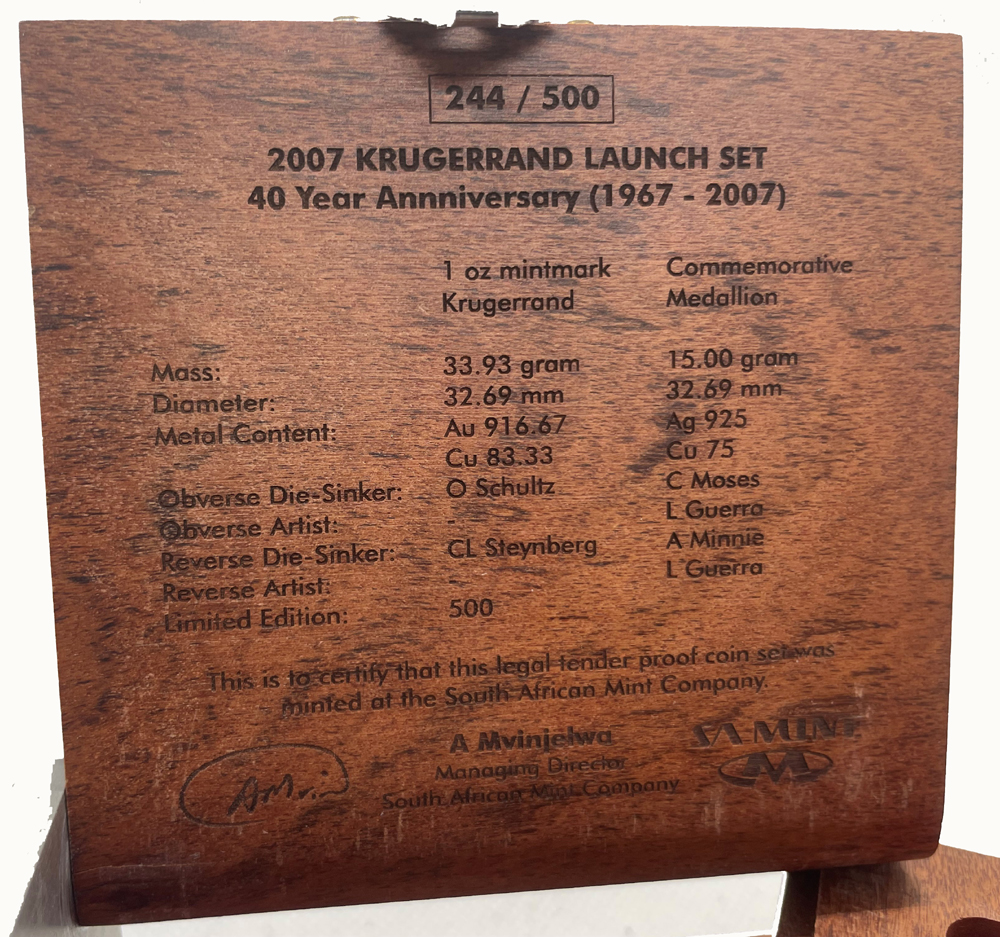 244 / 500
2007 KRUGERRAND LAUNCH SET
40 Year Annniversary (1967 - 2007)
1 oz mintmark Commemorative
Krugerrand Medallion
Mass: 33.93 gram 15.00 gram
Diameter: 32.69 mm 32.69 mm
Metal Content: Au 916.67 Ag 925
Cu 83.33 Cu 75
Obverse Die-Sinker: O Schultz C Moses
Obverse Artist: - L Guerra
Reverse Die-Sinker: CL Steynberg A Minnie
Reverse Artist: - L Guerra
Limited Edition: 500
This is to certify that this legal tender proof coin set was
minted at the South African Mint Company.
A Mvinjelwa
Managing Director
South African Mint Company
SA MINT